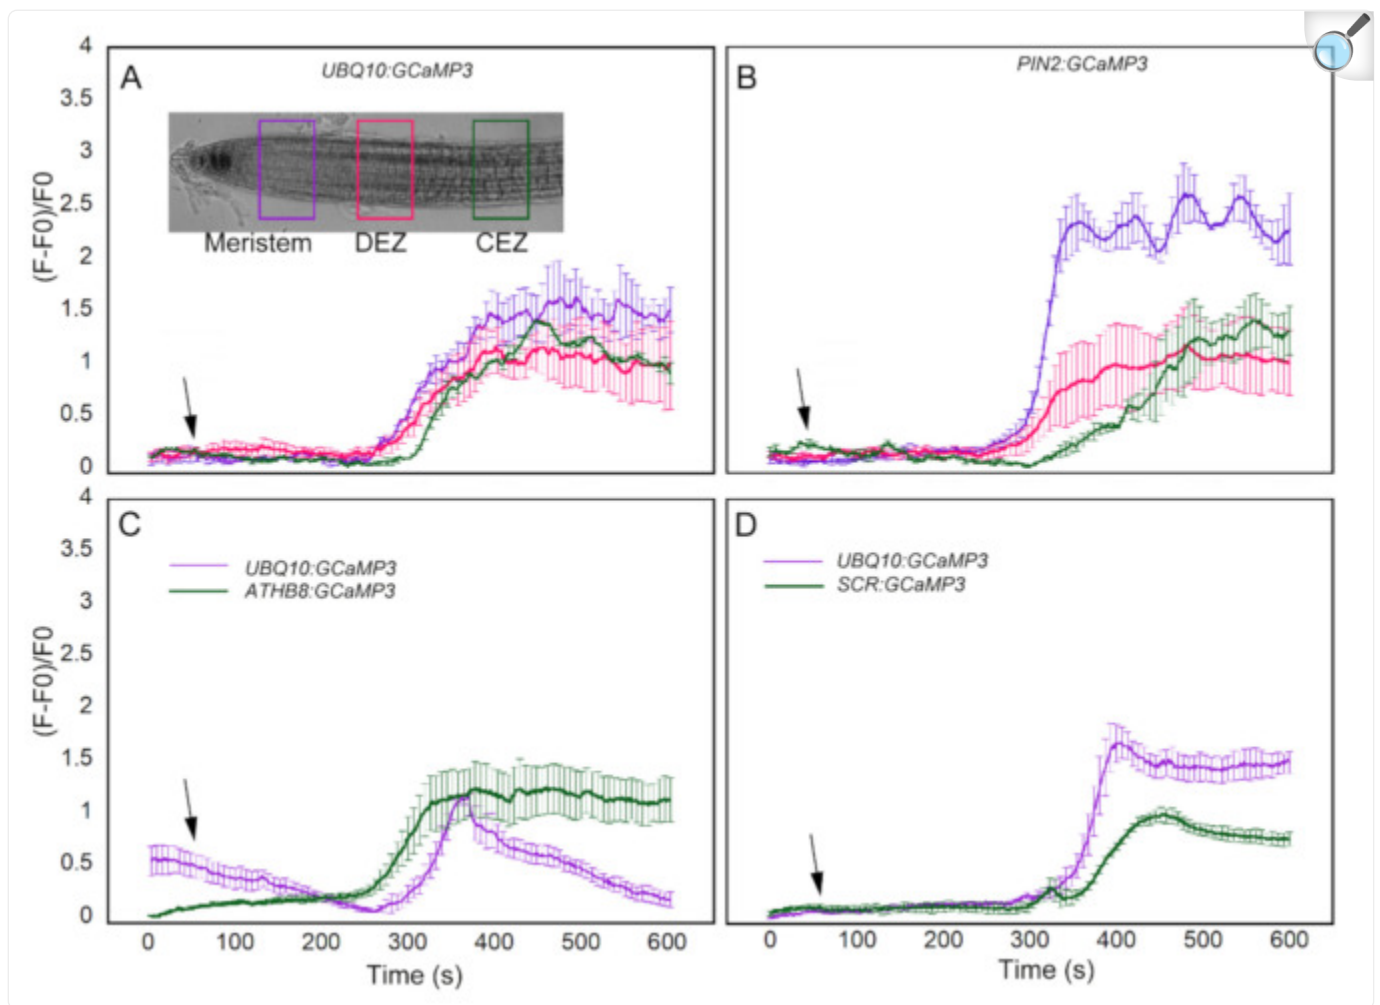 A
UBQ10:GCaMP3
4
3.5
3
2.5
2
1.5
1
0.5
0
(F-F0)/F0
Meristem DEZ CEZ
B
PIN2:GCaMP3
C
UBQ10:GCaMP3
ATHB8:GCaMP3
4
3.5
3
2.5
2
1.5
1
0.5
0
(F-F0)/F0
0 100 200 300 400 500 600
Time (s)
D
UBQ10:GCaMP3
SCR:GCaMP3
0 100 200 300 400 500 600
Time (s)